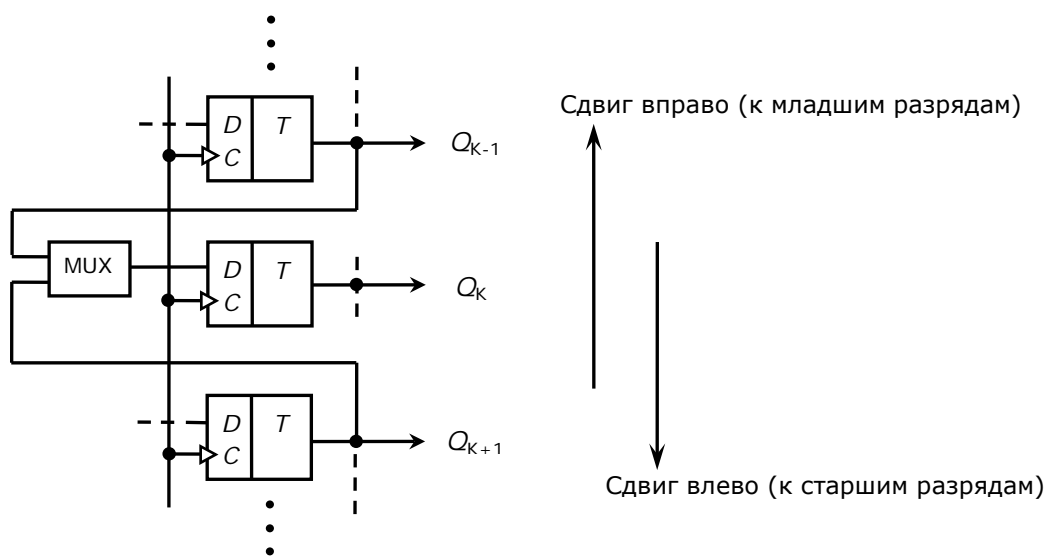 Сдвиг вправо (к младшим разрядам)
D T
C
Q K-1
MUX
D T
C
Q K
D T
C
Q K+1
Сдвиг влево (к старшим разрядам)